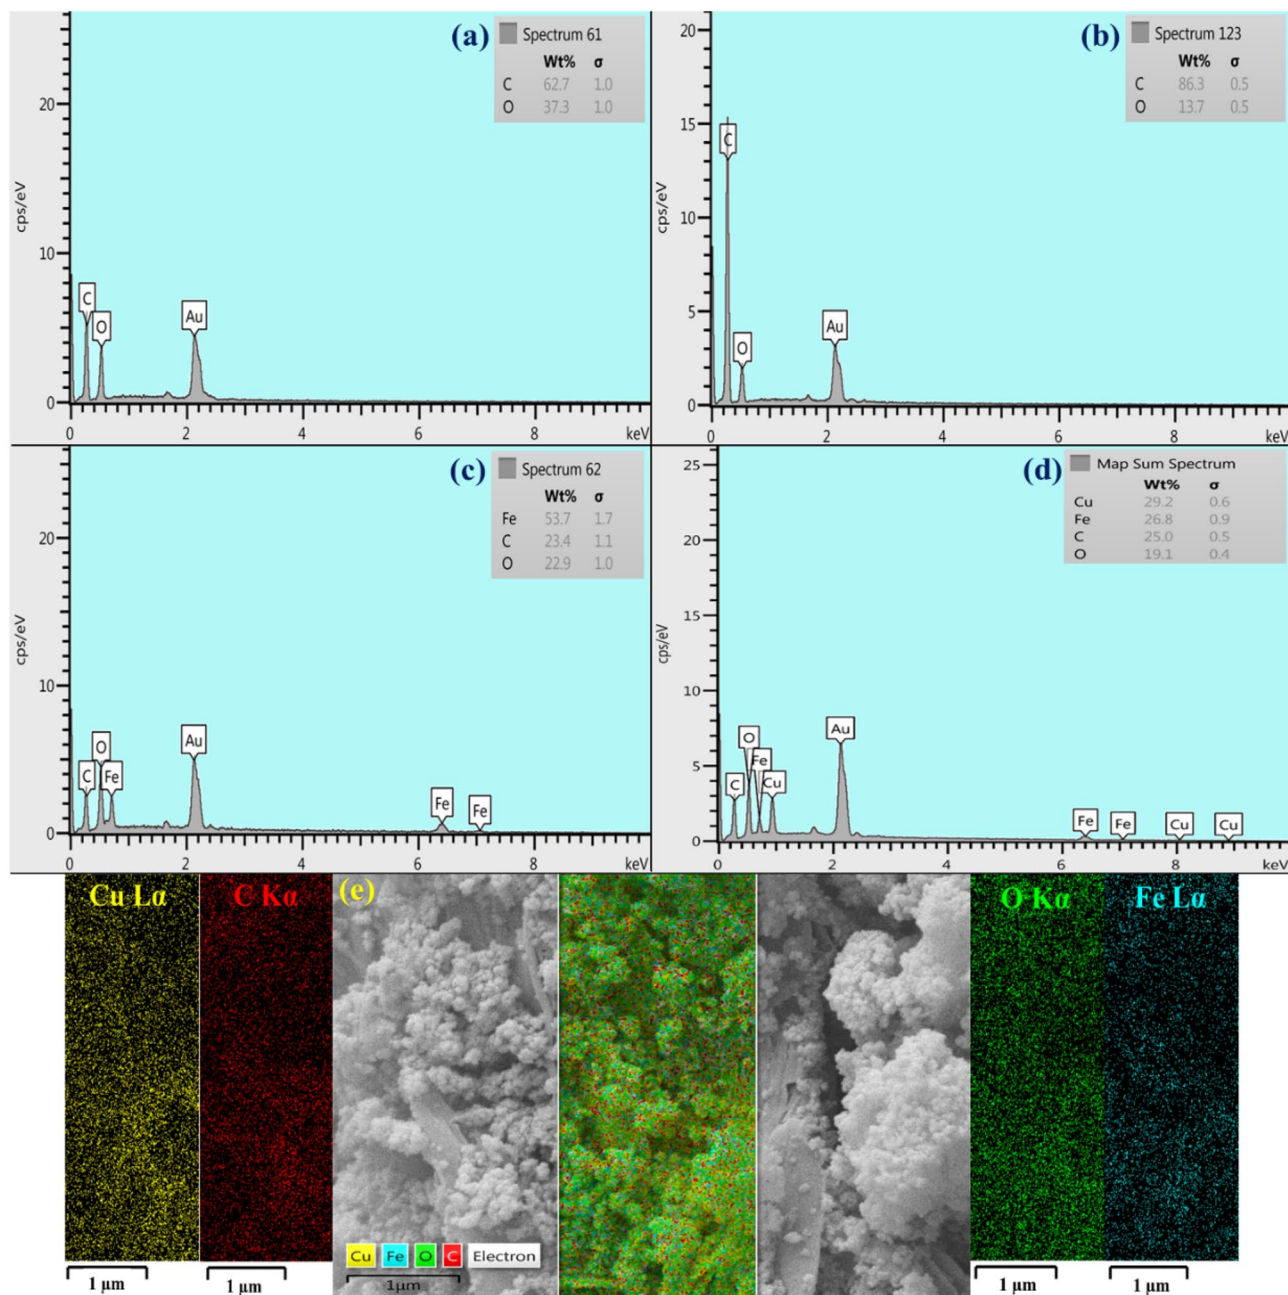 (a)
Spectrum 61
Wt% σ
C 62.7 1.0
O 37.3 1.0
cps/eV
20
10
0
C
O
Au
0 2 4 6 8 keV
(b)
Spectrum 123
Wt% σ
C 86.3 0.5
O 13.7 0.5
cps/eV
20
15
10
5
0
C
O
Au
0 2 4 6 8 keV
(c)
Spectrum 62
Wt% σ
Fe 53.7 1.7
C 23.4 1.1
O 22.9 1.0
cps/eV
20
10
0
C
O
Fe
Au
Fe
Fe
0 2 4 6 8 keV
(d)
Map Sum Spectrum
Wt% σ
Cu 29.2 0.6
Fe 26.8 0.9
C 25.0 0.5
O 19.1 0.4
cps/eV
25
20
15
10
5
0
C
O
Fe
Cu
Au
Fe
Fe
Cu
Cu
0 2 4 6 8 keV
Cu Lα
C Kα
(e)
O Kα
Fe Lα
Cu Fe O C Electron
1µm
1 µm
1 µm
1 µm
1 µm